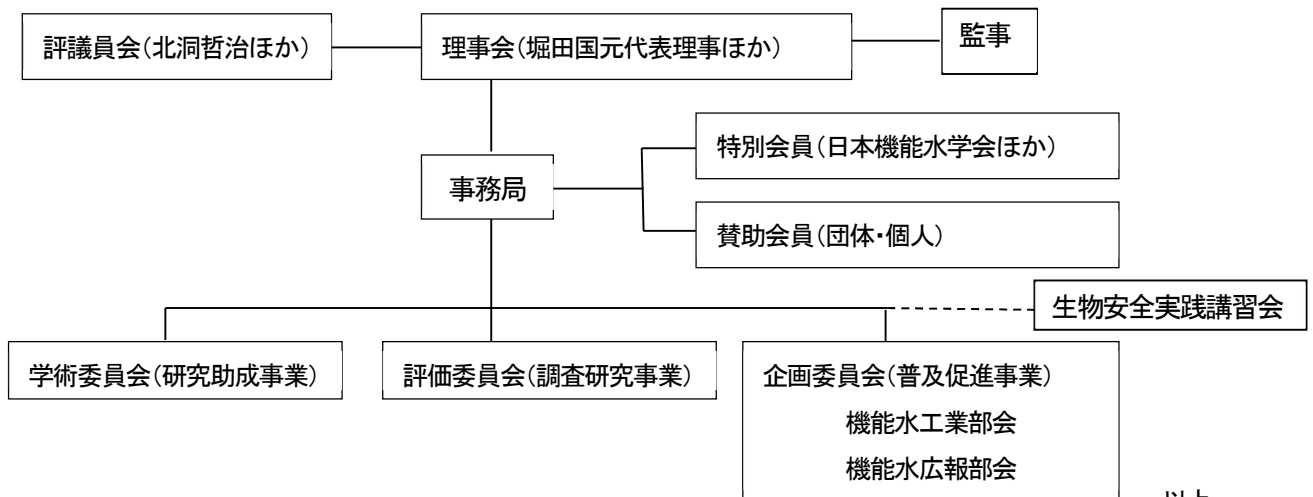 評議員会(北洞哲治ほか)
理事会(堀田国元代表理事ほか)
監事
特別会員(日本機能水学会ほか)
事務局
賛助会員(団体・個人)
生物安全実践講習会
学術委員会(研究助成事業)
評価委員会(調査研究事業)
企画委員会(普及促進事業)
機能水工業部会
機能水広報部会
以上